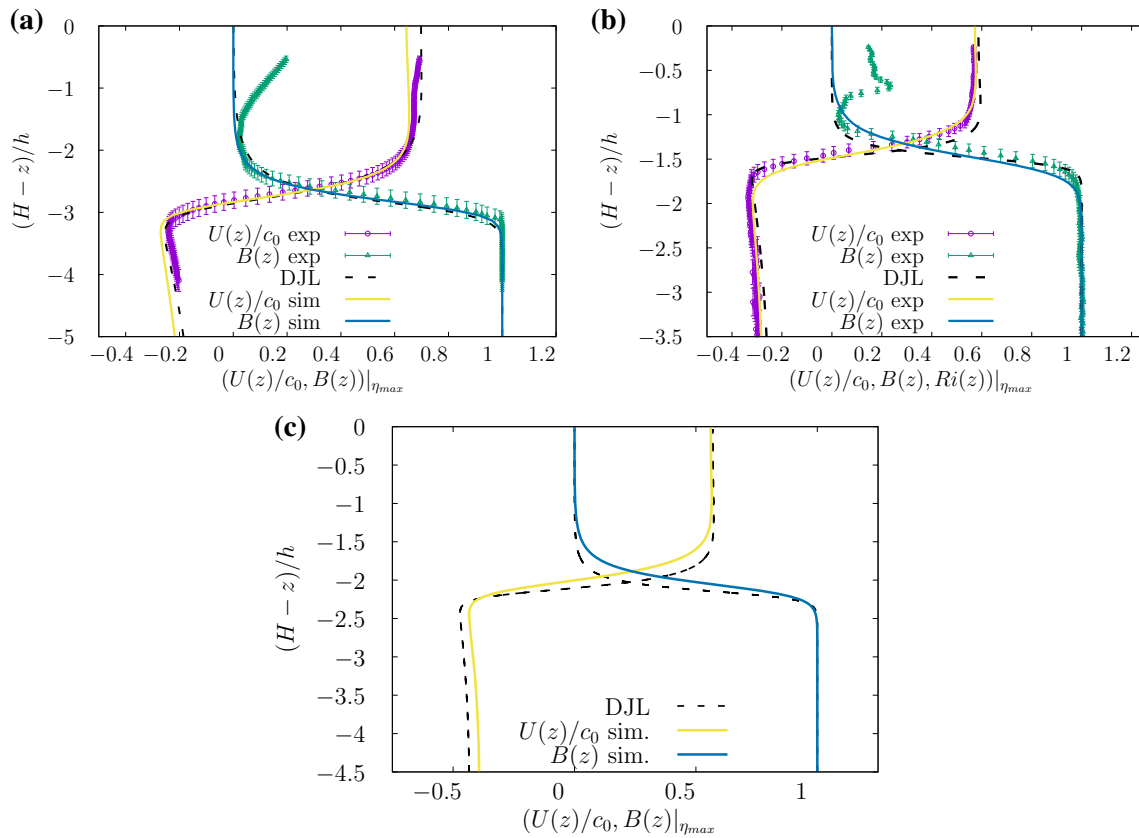 (a)
(H − z)/h
0
−1
−2
−3
−4
−5
U(z)/c₀ exp
B(z) exp
DJL
U(z)/c₀ sim
B(z) sim
−0.4 −0.2 0 0.2 0.4 0.6 0.8 1 1.2
(U(z)/c₀, B(z))|ηmax
(b)
(H − z)/h
0
−0.5
−1
−1.5
−2
−2.5
−3
−3.5
U(z)/c₀ exp
B(z) exp
DJL
U(z)/c₀ exp
B(z) exp
−0.4 −0.2 0 0.2 0.4 0.6 0.8 1 1.2
(U(z)/c₀, B(z), Ri(z))|ηmax
(c)
(H − z)/h
0
−0.5
−1
−1.5
−2
−2.5
−3
−3.5
−4
−4.5
DJL
U(z)/c₀ sim.
B(z) sim.
−0.5 0 0.5 1
(U(z)/c₀, B(z)|ηmax